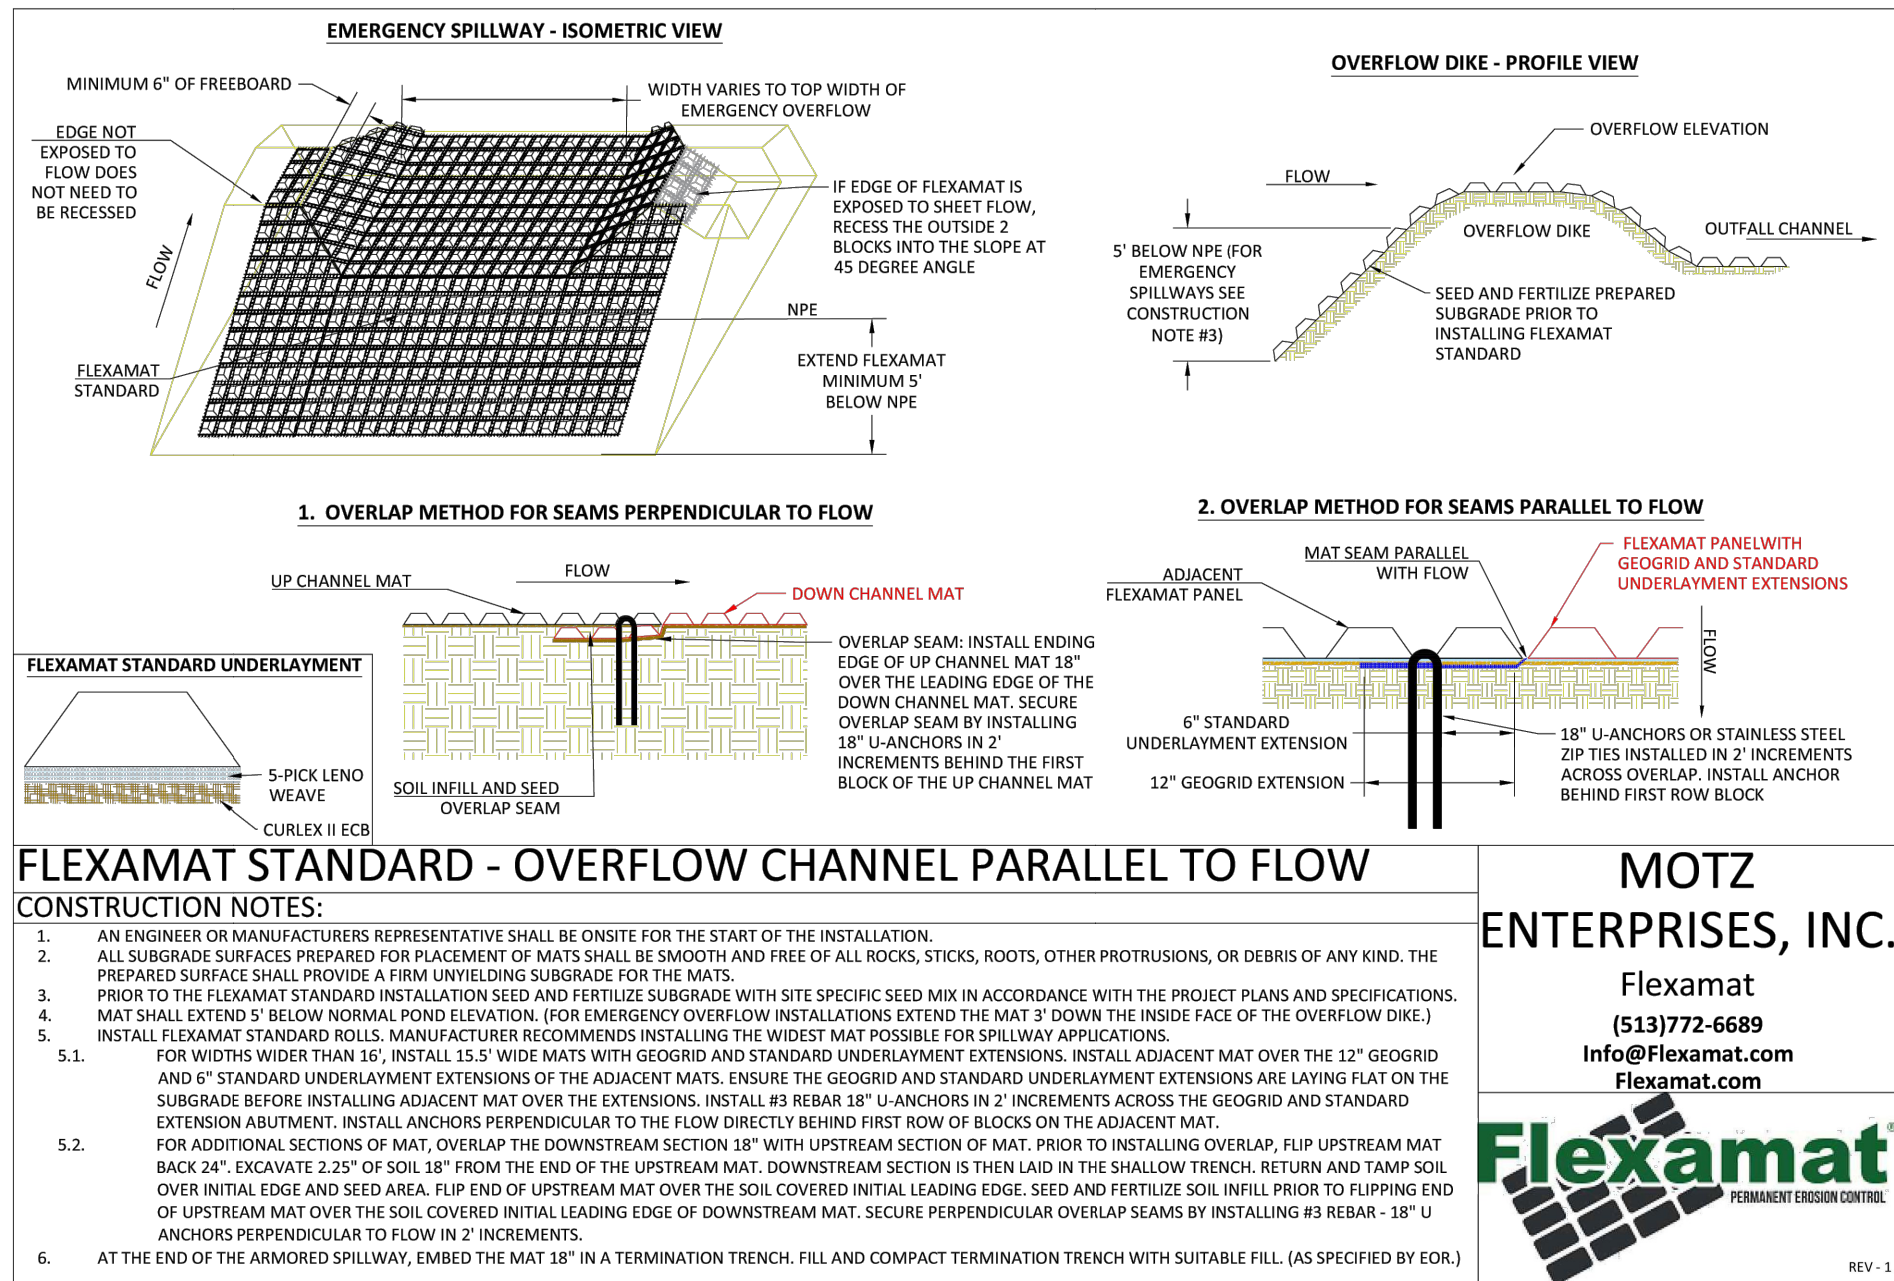 EMERGENCY SPILLWAY - ISOMETRIC VIEW
MINIMUM 6" OF FREEBOARD
WIDTH VARIES TO TOP WIDTH OF
EMERGENCY OVERFLOW
EDGE NOT
EXPOSED TO
FLOW DOES
NOT NEED TO
BE RECESSED
IF EDGE OF FLEXAMAT IS
EXPOSED TO SHEET FLOW,
RECESS THE OUTSIDE 2
BLOCKS INTO THE SLOPE AT
45 DEGREE ANGLE
FLOW
NPE
FLEXAMAT
STANDARD
EXTEND FLEXAMAT
MINIMUM 5'
BELOW NPE
OVERFLOW DIKE - PROFILE VIEW
OVERFLOW ELEVATION
FLOW
OVERFLOW DIKE
OUTFALL CHANNEL
5' BELOW NPE (FOR
EMERGENCY
SPILLWAYS SEE
CONSTRUCTION
NOTE #3)
SEED AND FERTILIZE PREPARED
SUBGRADE PRIOR TO
INSTALLING FLEXAMAT
STANDARD
1. OVERLAP METHOD FOR SEAMS PERPENDICULAR TO FLOW
UP CHANNEL MAT
FLOW
DOWN CHANNEL MAT
OVERLAP SEAM: INSTALL ENDING
EDGE OF UP CHANNEL MAT 18"
OVER THE LEADING EDGE OF THE
DOWN CHANNEL MAT. SECURE
OVERLAP SEAM BY INSTALLING
18" U-ANCHORS IN 2'
INCREMENTS BEHIND THE FIRST
BLOCK OF THE UP CHANNEL MAT
SOIL INFILL AND SEED
OVERLAP SEAM
2. OVERLAP METHOD FOR SEAMS PARALLEL TO FLOW
MAT SEAM PARALLEL
WITH FLOW
FLEXAMAT PANELWITH
GEOGRID AND STANDARD
UNDERLAYMENT EXTENSIONS
ADJACENT
FLEXAMAT PANEL
FLOW
6" STANDARD
UNDERLAYMENT EXTENSION
12" GEOGRID EXTENSION
18" U-ANCHORS OR STAINLESS STEEL
ZIP TIES INSTALLED IN 2' INCREMENTS
ACROSS OVERLAP. INSTALL ANCHOR
BEHIND FIRST ROW BLOCK
FLEXAMAT STANDARD UNDERLAYMENT
5-PICK LENO
WEAVE
CURLEX II ECB
FLEXAMAT STANDARD - OVERFLOW CHANNEL PARALLEL TO FLOW
CONSTRUCTION NOTES:
1. AN ENGINEER OR MANUFACTURERS REPRESENTATIVE SHALL BE ONSITE FOR THE START OF THE INSTALLATION.
2. ALL SUBGRADE SURFACES PREPARED FOR PLACEMENT OF MATS SHALL BE SMOOTH AND FREE OF ALL ROCKS, STICKS, ROOTS, OTHER PROTRUSIONS, OR DEBRIS OF ANY KIND. THE
PREPARED SURFACE SHALL PROVIDE A FIRM UNYIELDING SUBGRADE FOR THE MATS.
3. PRIOR TO THE FLEXAMAT STANDARD INSTALLATION SEED AND FERTILIZE SUBGRADE WITH SITE SPECIFIC SEED MIX IN ACCORDANCE WITH THE PROJECT PLANS AND SPECIFICATIONS.
4. MAT SHALL EXTEND 5' BELOW NORMAL POND ELEVATION. (FOR EMERGENCY OVERFLOW INSTALLATIONS EXTEND THE MAT 3' DOWN THE INSIDE FACE OF THE OVERFLOW DIKE.)
5. INSTALL FLEXAMAT STANDARD ROLLS. MANUFACTURER RECOMMENDS INSTALLING THE WIDEST MAT POSSIBLE FOR SPILLWAY APPLICATIONS.
5.1. FOR WIDTHS WIDER THAN 16', INSTALL 15.5' WIDE MATS WITH GEOGRID AND STANDARD UNDERLAYMENT EXTENSIONS. INSTALL ADJACENT MAT OVER THE 12" GEOGRID
AND 6" STANDARD UNDERLAYMENT EXTENSIONS OF THE ADJACENT MATS. ENSURE THE GEOGRID AND STANDARD UNDERLAYMENT EXTENSIONS ARE LAYING FLAT ON THE
SUBGRADE BEFORE INSTALLING ADJACENT MAT OVER THE EXTENSIONS. INSTALL #3 REBAR 18" U-ANCHORS IN 2' INCREMENTS ACROSS THE GEOGRID AND STANDARD
EXTENSION ABUTMENT. INSTALL ANCHORS PERPENDICULAR TO THE FLOW DIRECTLY BEHIND FIRST ROW OF BLOCKS ON THE ADJACENT MAT.
5.2. FOR ADDITIONAL SECTIONS OF MAT, OVERLAP THE DOWNSTREAM SECTION 18" WITH UPSTREAM SECTION OF MAT. PRIOR TO INSTALLING OVERLAP, FLIP UPSTREAM MAT
BACK 24". EXCAVATE 2.25" OF SOIL 18" FROM THE END OF THE UPSTREAM MAT. DOWNSTREAM SECTION IS THEN LAID IN THE SHALLOW TRENCH. RETURN AND TAMP SOIL
OVER INITIAL EDGE AND SEED AREA. FLIP END OF UPSTREAM MAT OVER THE SOIL COVERED INITIAL LEADING EDGE. SEED AND FERTILIZE SOIL INFILL PRIOR TO FLIPPING END
OF UPSTREAM MAT OVER THE SOIL COVERED INITIAL LEADING EDGE OF DOWNSTREAM MAT. SECURE PERPENDICULAR OVERLAP SEAMS BY INSTALLING #3 REBAR - 18" U
ANCHORS PERPENDICULAR TO FLOW IN 2' INCREMENTS.
6. AT THE END OF THE ARMORED SPILLWAY, EMBED THE MAT 18" IN A TERMINATION TRENCH. FILL AND COMPACT TERMINATION TRENCH WITH SUITABLE FILL. (AS SPECIFIED BY EOR.)
MOTZ
ENTERPRISES, INC.
Flexamat
(513)772-6689
Info@Flexamat.com
Flexamat.com
Flexamat®
PERMANENT EROSION CONTROL
REV - 1